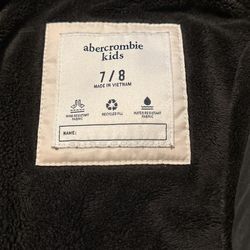 abercrombie
kids
7 / 8
MADE IN VIETNAM
WIND RESISTANT
FABRIC
RECYCLED FILL
WATER RESISTANT
FABRIC
NAME: